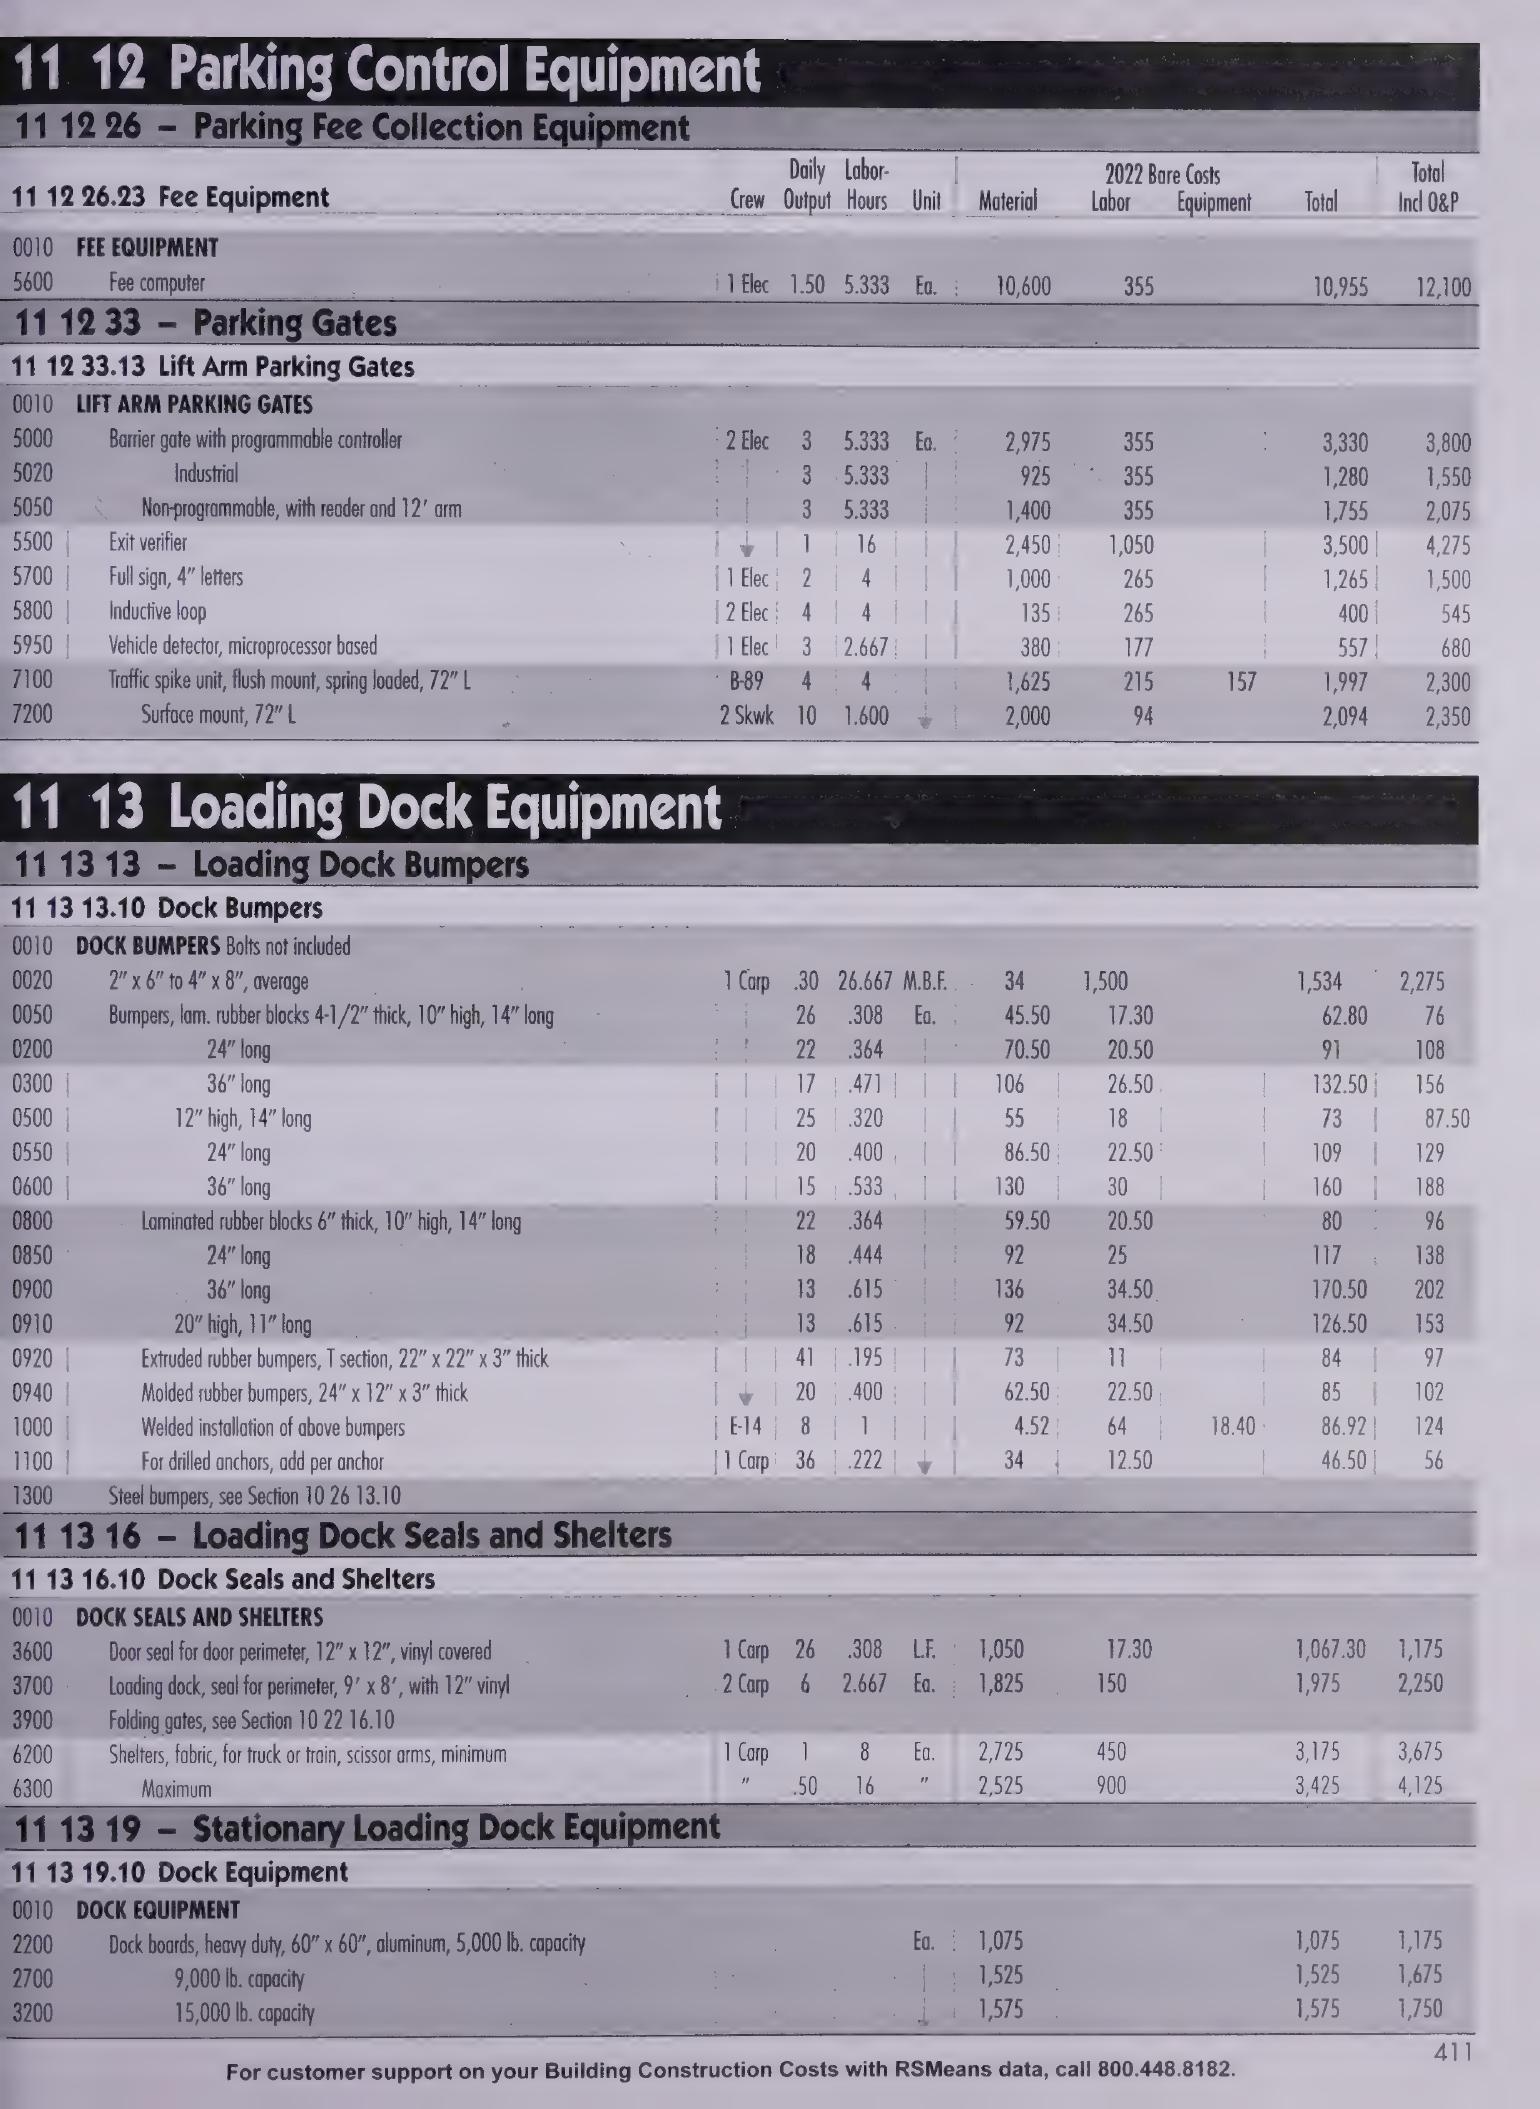 11 12 Parking Control Equipment
11 12 26 – Parking Fee Collection Equipment
11 12 26.23 Fee Equipment Crew Daily Output Labor-Hours Unit Material 2022 Bare Costs Labor Equipment Total Total Incl O&P
0010 FEE EQUIPMENT
5600 Fee computer 1 Elec 1.50 5.333 Ea. 10,600 355 10,955 12,100
11 12 33 – Parking Gates
11 12 33.13 Lift Arm Parking Gates
0010 LIFT ARM PARKING GATES
5000 Barrier gate with programmable controller 2 Elec 3 5.333 Ea. 2,975 355 3,330 3,800
5020 Industrial 3 5.333 925 355 1,280 1,550
5050 Non-programmable, with reader and 12' arm 3 5.333 1,400 355 1,755 2,075
5500 Exit verifier 1 16 2,450 1,050 3,500 4,275
5700 Full sign, 4" letters 1 Elec 2 4 1,000 265 1,265 1,500
5800 Inductive loop 2 Elec 4 4 135 265 400 545
5950 Vehicle detector, microprocessor based 1 Elec 3 2.667 380 177 557 680
7100 Traffic spike unit, flush mount, spring loaded, 72" L B-89 4 4 1,625 215 157 1,997 2,300
7200 Surface mount, 72" L 2 Skwk 10 1.600 2,000 94 2,094 2,350
11 13 Loading Dock Equipment
11 13 13 – Loading Dock Bumpers
11 13 13.10 Dock Bumpers
0010 DOCK BUMPERS Bolts not included
0020 2" x 6" to 4" x 8", average 1 Carp .30 26.667 M.B.F. 34 1,500 1,534 2,275
0050 Bumpers, lam. rubber blocks 4-1/2" thick, 10" high, 14" long 26 .308 Ea. 45.50 17.30 62.80 76
0200 24" long 22 .364 70.50 20.50 91 108
0300 36" long 17 .471 106 26.50 132.50 156
0500 12" high, 14" long 25 .320 55 18 73 87.50
0550 24" long 20 .400 86.50 22.50 109 129
0600 36" long 15 .533 130 30 160 188
0800 Laminated rubber blocks 6" thick, 10" high, 14" long 22 .364 59.50 20.50 80 96
0850 24" long 18 .444 92 25 117 138
0900 36" long 13 .615 136 34.50 170.50 202
0910 20" high, 11" long 13 .615 92 34.50 126.50 153
0920 Extruded rubber bumpers, T section, 22" x 22" x 3" thick 41 .195 73 11 84 97
0940 Molded rubber bumpers, 24" x 12" x 3" thick 20 .400 62.50 22.50 85 102
1000 Welded installation of above bumpers E-14 8 1 4.52 64 18.40 86.92 124
1100 For drilled anchors, add per anchor 1 Carp 36 .222 34 12.50 46.50 56
1300 Steel bumpers, see Section 10 26 13.10
11 13 16 – Loading Dock Seals and Shelters
11 13 16.10 Dock Seals and Shelters
0010 DOCK SEALS AND SHELTERS
3600 Door seal for door perimeter, 12" x 12", vinyl covered 1 Carp 26 .308 L.F. 1,050 17.30 1,067.30 1,175
3700 Loading dock, seal for perimeter, 9' x 8', with 12" vinyl 2 Carp 6 2.667 Ea. 1,825 150 1,975 2,250
3900 Folding gates, see Section 10 22 16.10
6200 Shelters, fabric, for truck or train, scissor arms, minimum 1 Carp 1 8 Ea. 2,725 450 3,175 3,675
6300 Maximum " .50 16 " 2,525 900 3,425 4,125
11 13 19 – Stationary Loading Dock Equipment
11 13 19.10 Dock Equipment
0010 DOCK EQUIPMENT
2200 Dock boards, heavy duty, 60" x 60", aluminum, 5,000 lb. capacity Ea. 1,075 1,075 1,175
2700 9,000 lb. capacity 1,525 1,525 1,675
3200 15,000 lb. capacity 1,575 1,575 1,750
For customer support on your Building Construction Costs with RSMeans data, call 800.448.8182.
411